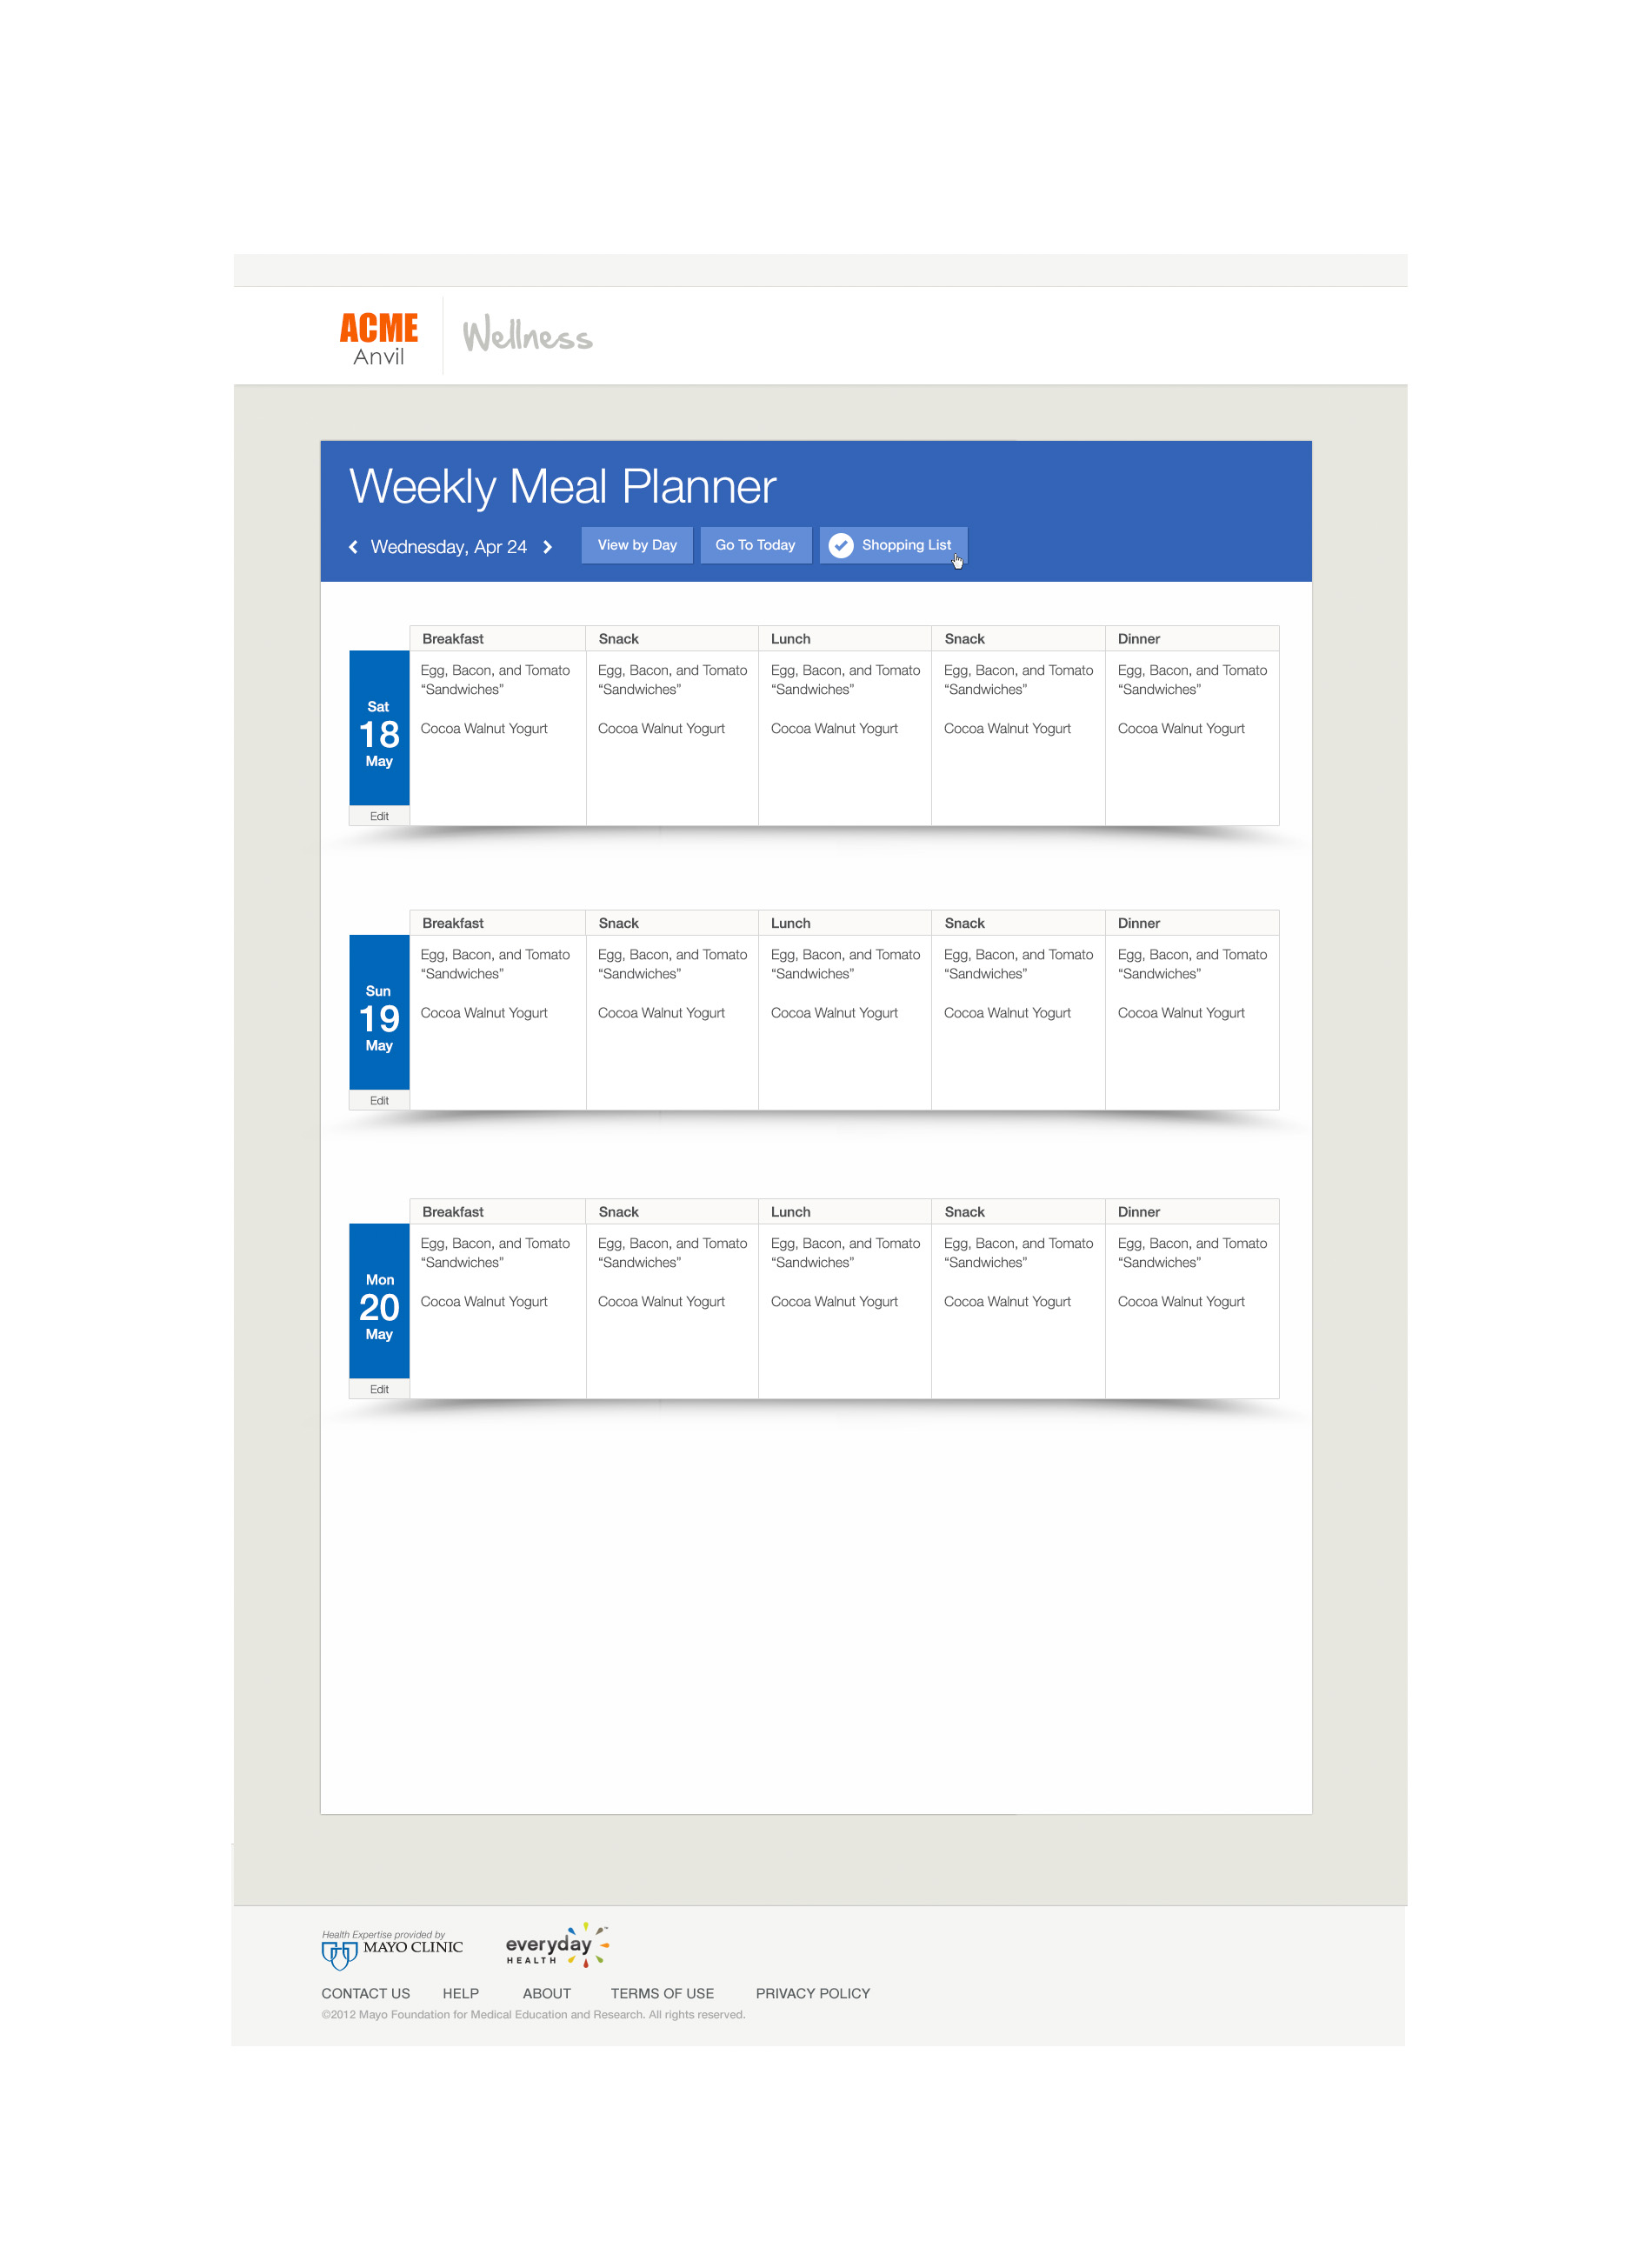 ACME
Anvil
Wellness
Weekly Meal Planner
Wednesday, Apr 24
View by Day
Go To Today
Shopping List
Breakfast Snack Lunch Snack Dinner
Sat
18
May
Edit
Egg, Bacon, and Tomato Egg, Bacon, and Tomato Egg, Bacon, and Tomato Egg, Bacon, and Tomato Egg, Bacon, and Tomato
“Sandwiches” “Sandwiches” “Sandwiches” “Sandwiches” “Sandwiches”
Cocoa Walnut Yogurt Cocoa Walnut Yogurt Cocoa Walnut Yogurt Cocoa Walnut Yogurt Cocoa Walnut Yogurt
Breakfast Snack Lunch Snack Dinner
Sun
19
May
Edit
Egg, Bacon, and Tomato Egg, Bacon, and Tomato Egg, Bacon, and Tomato Egg, Bacon, and Tomato Egg, Bacon, and Tomato
“Sandwiches” “Sandwiches” “Sandwiches” “Sandwiches” “Sandwiches”
Cocoa Walnut Yogurt Cocoa Walnut Yogurt Cocoa Walnut Yogurt Cocoa Walnut Yogurt Cocoa Walnut Yogurt
Breakfast Snack Lunch Snack Dinner
Mon
20
May
Edit
Egg, Bacon, and Tomato Egg, Bacon, and Tomato Egg, Bacon, and Tomato Egg, Bacon, and Tomato Egg, Bacon, and Tomato
“Sandwiches” “Sandwiches” “Sandwiches” “Sandwiches” “Sandwiches”
Cocoa Walnut Yogurt Cocoa Walnut Yogurt Cocoa Walnut Yogurt Cocoa Walnut Yogurt Cocoa Walnut Yogurt
Health Expertise provided by
MAYO CLINIC
everyday™
HEALTH
CONTACT US HELP ABOUT TERMS OF USE PRIVACY POLICY
©2012 Mayo Foundation for Medical Education and Research. All rights reserved.